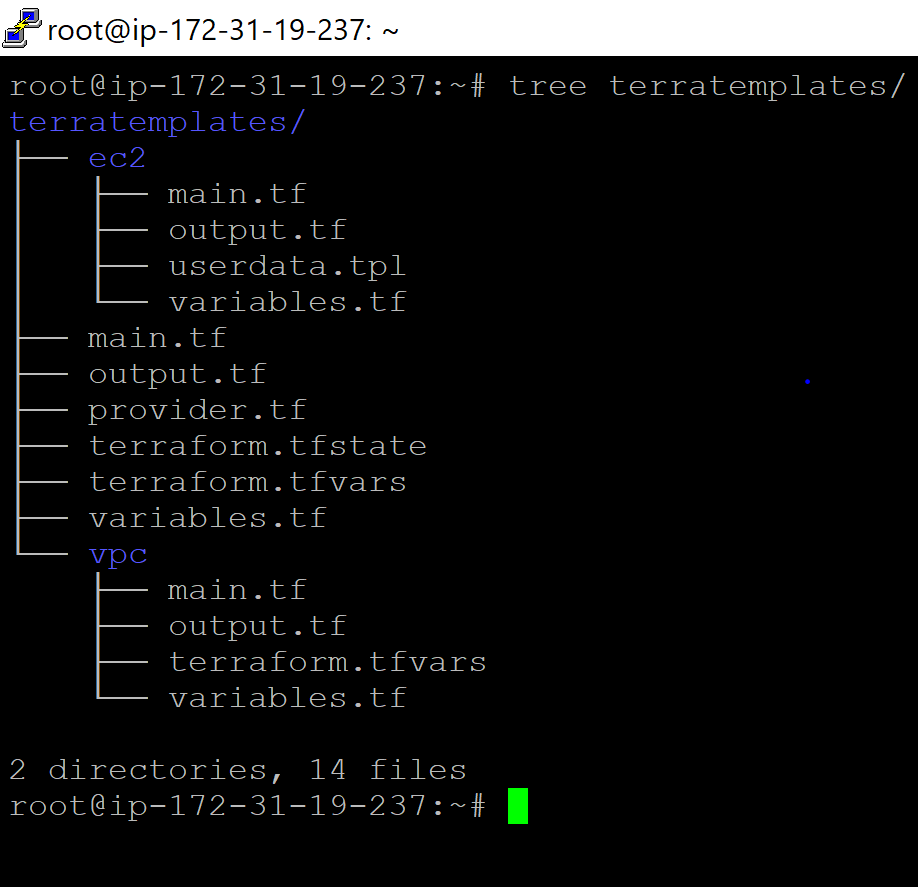 root@ip-172-31-19-237: ~
root@ip-172-31-19-237:~# tree terratemplates/
terratemplates/
├── ec2
│   ├── main.tf
│   ├── output.tf
│   ├── userdata.tpl
│   └── variables.tf
├── main.tf
├── output.tf
├── provider.tf
├── terraform.tfstate
├── terraform.tfvars
├── variables.tf
└── vpc
    ├── main.tf
    ├── output.tf
    ├── terraform.tfvars
    └── variables.tf
2 directories, 14 files
root@ip-172-31-19-237:~#